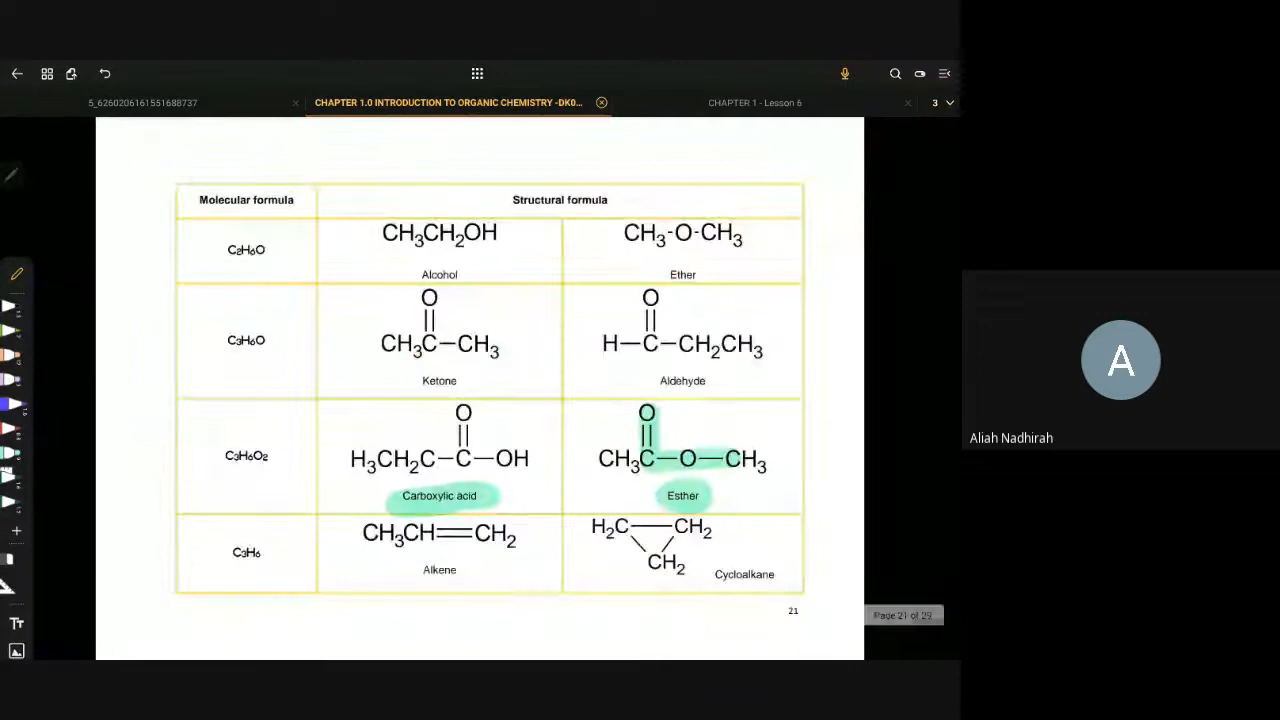 5_6260206161551688737
CHAPTER 1.0 INTRODUCTION TO ORGANIC CHEMISTRY -DK0...
CHAPTER 1 - Lesson 6
3
Molecular formula
Structural formula
C2H6O
CH3CH2OH
Alcohol
CH3-O-CH3
Ether
C3H6O
O
CH3C—CH3
Ketone
O
H—C—CH2CH3
Aldehyde
C3H6O2
O
H3CH2C—C—OH
Carboxylic acid
O
CH3C—O—CH3
Esther
C3H6
CH3CH=CH2
Alkene
H2C—CH2
CH2
Cycloalkane
21
Page 21 of 29
Tт
A
Aliah Nadhirah